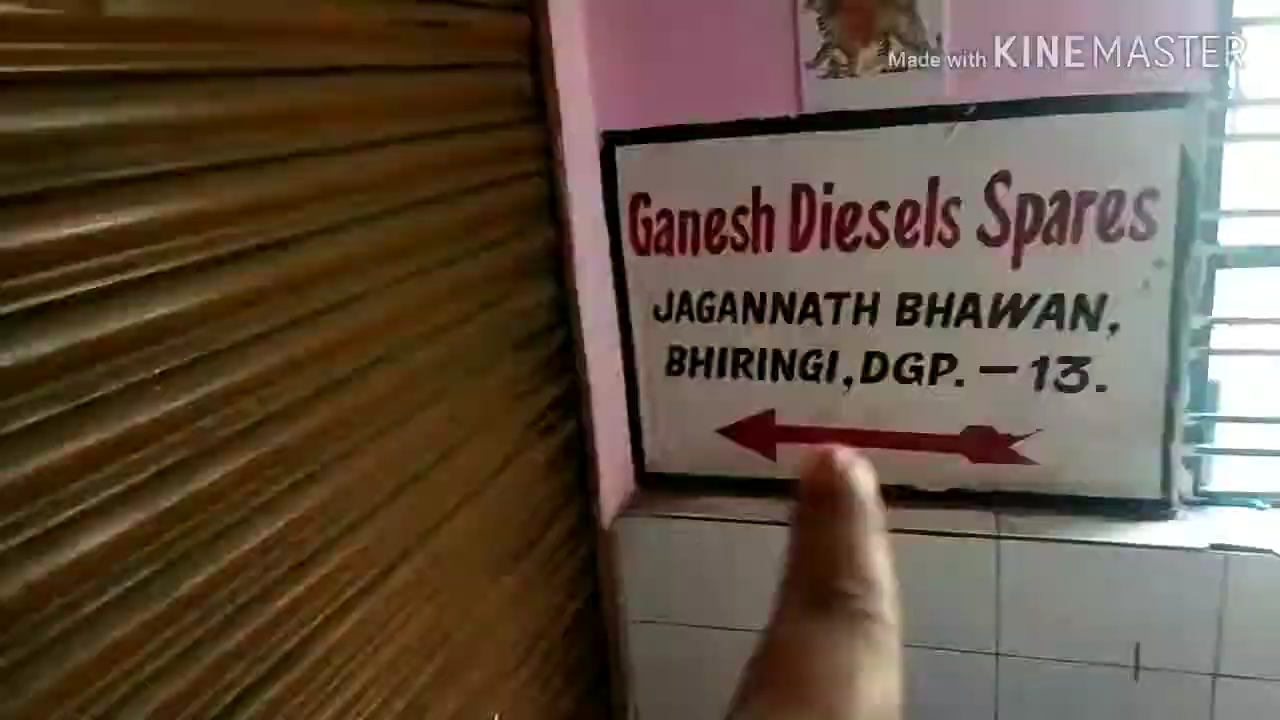 Made with KINEMASTER
Ganesh Diesels Spares
JAGANNATH BHAWAN,
BHIRINGI, DGP. - 13.